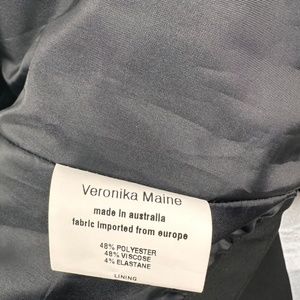 Veronika Maine
made in australia
fabric imported from europe
48% POLYESTER
48% VISCOSE
4% ELASTANE
LINING